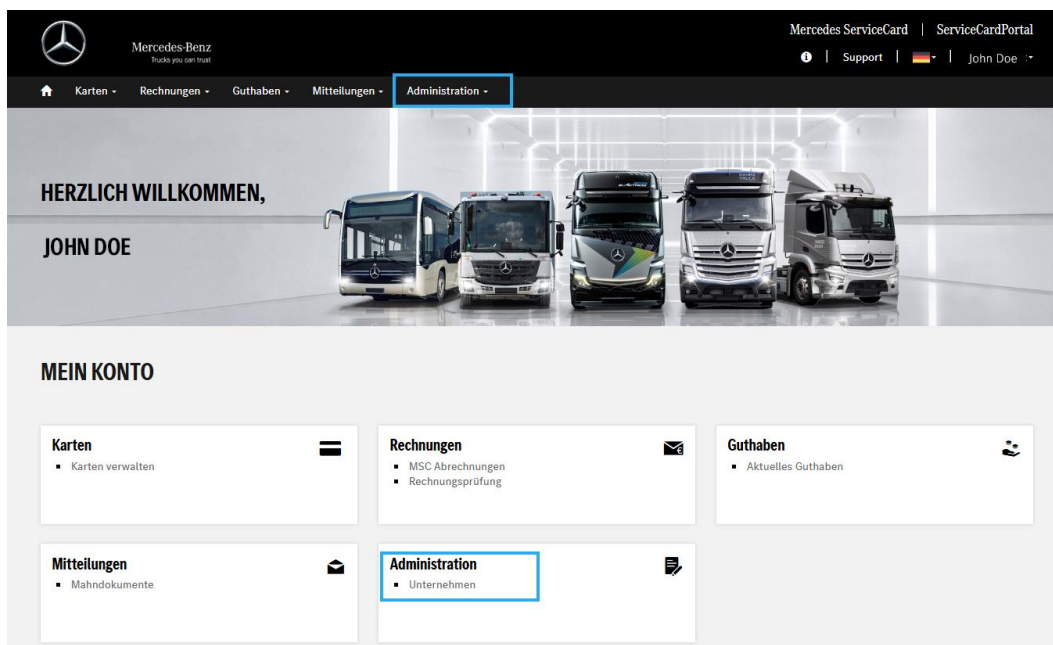 Mercedes ServiceCard | ServiceCardPortal
Mercedes-Benz
Trucks you can trust
Support | | John Doe
Karten Rechnungen Guthaben Mitteilungen Administration
HERZLICH WILLKOMMEN,
JOHN DOE
MEIN KONTO
Karten
Karten verwalten
Rechnungen
MSC Abrechnungen
Rechnungsprüfung
Guthaben
Aktuelles Guthaben
Mitteilungen
Mahndokumente
Administration
Unternehmen